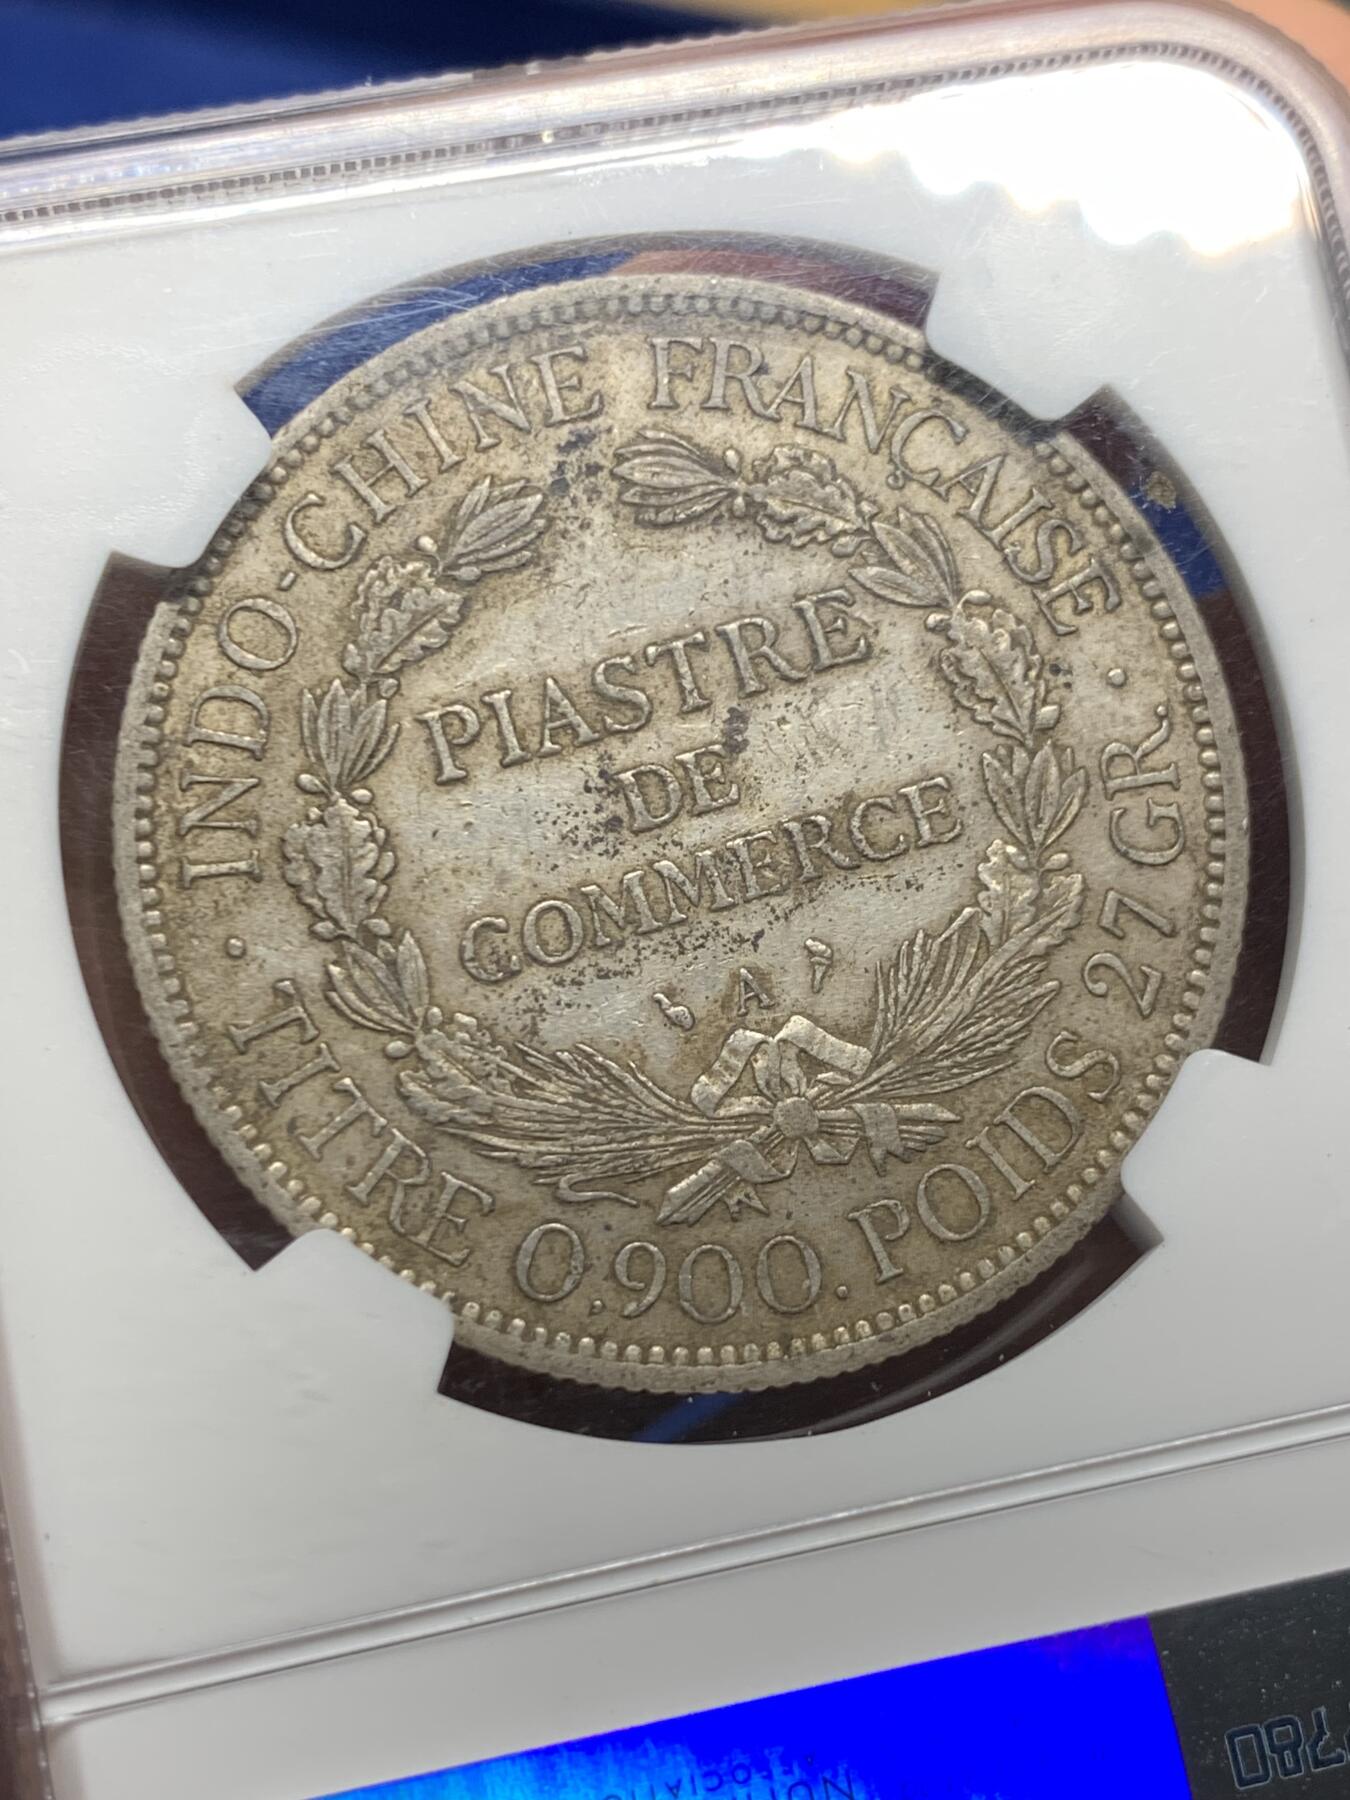 · INDO-CHINE FRANÇAISE ·
PIASTRE
DE
COMMERCE
A
TITRE 0,900. POIDS 27 GR.